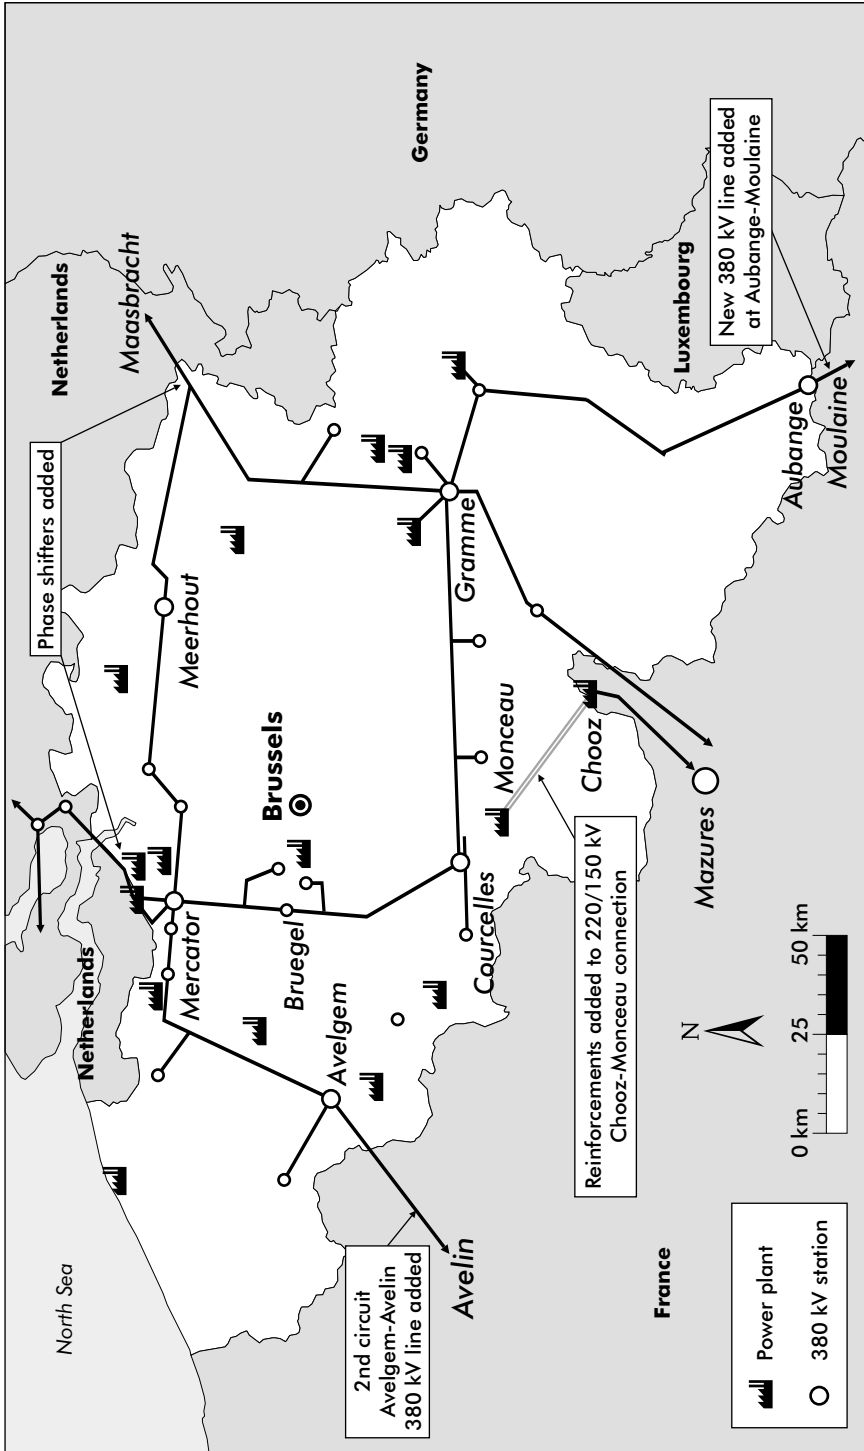 North Sea
Netherlands
Netherlands
Germany
Luxembourg
France
Phase shifters added
Maasbracht
Meerhout
Mercator
Brussels
Bruegel
Avelgem
Gramme
Courcelles
Monceau
Chooz
Mazures
Avelin
Aubange
Moulaine
2nd circuit
Avelgem-Avelin
380 kV line added
Reinforcements added to 220/150 kV
Chooz-Monceau connection
New 380 kV line added
at Aubange-Moulaine
N
0 km
25
50 km
Power plant
380 kV station